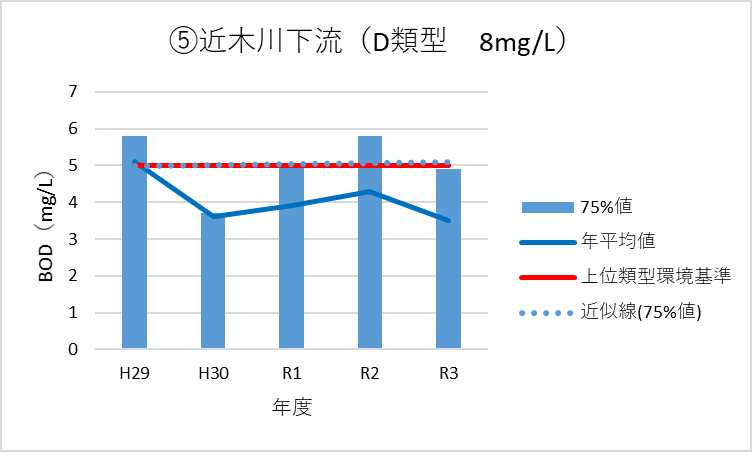 ⑤近木川下流（D類型　8mg/L）
7
6
5
4
3
2
1
0
BOD（mg/L）
H29 H30 R1 R2 R3
年度
75%値
年平均値
上位類型環境基準
近似線(75%値)